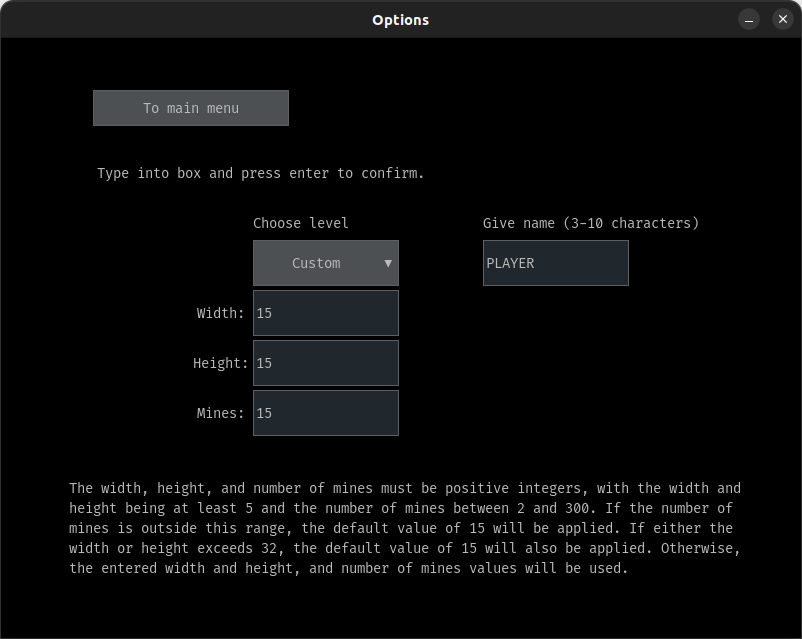 Options
To main menu
Type into box and press enter to confirm.
Choose level
Give name (3-10 characters)
Custom
PLAYER
Width: 15
Height: 15
Mines: 15
The width, height, and number of mines must be positive integers, with the width and
height being at least 5 and the number of mines between 2 and 300. If the number of
mines is outside this range, the default value of 15 will be applied. If either the
width or height exceeds 32, the default value of 15 will also be applied. Otherwise,
the entered width and height, and number of mines values will be used.